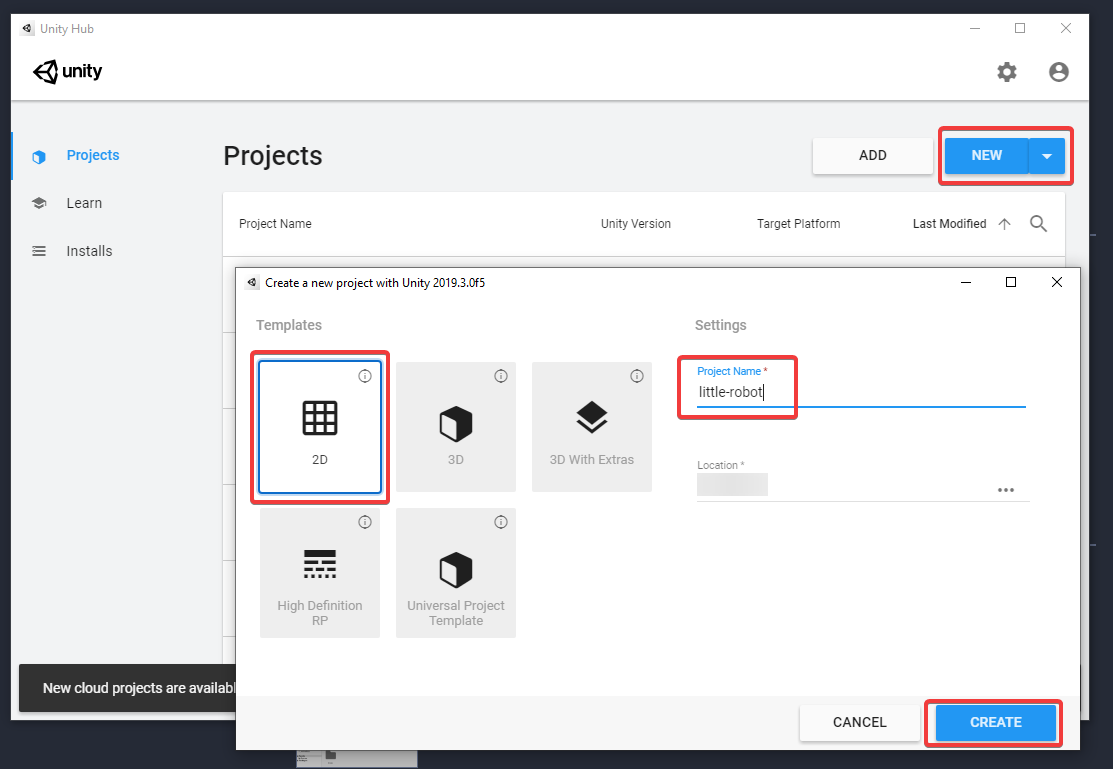 Unity Hub
unity
Projects
Learn
Installs
Projects
ADD
NEW
Project Name
Unity Version
Target Platform
Last Modified
Create a new project with Unity 2019.3.0f5
Templates
2D
3D
3D With Extras
High Definition
RP
Universal Project
Template
Settings
Project Name *
little-robot
Location *
CANCEL
CREATE
New cloud projects are availabl